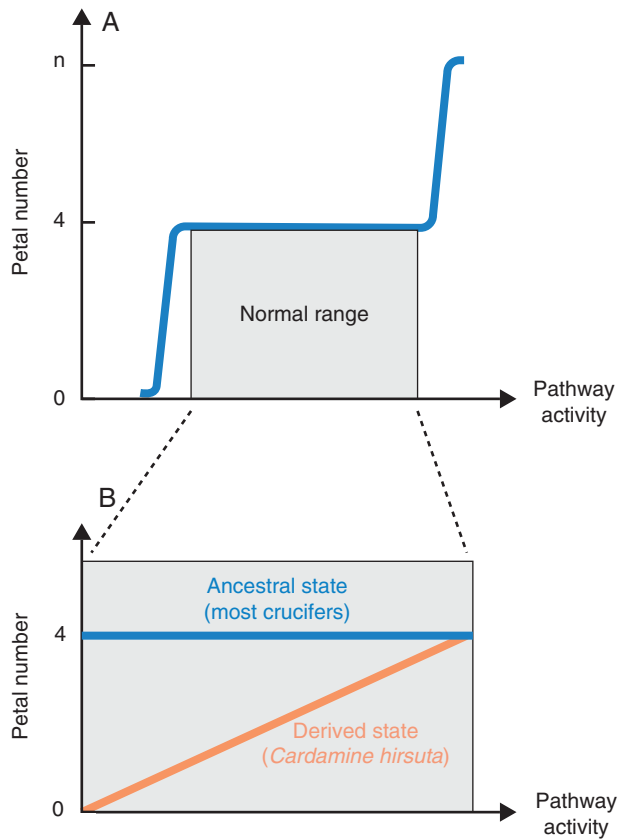 A
n
Petal number
4
Normal range
0
Pathway
activity
B
Ancestral state
(most crucifers)
Petal number
4
Derived state
(Cardamine hirsuta)
0
Pathway
activity